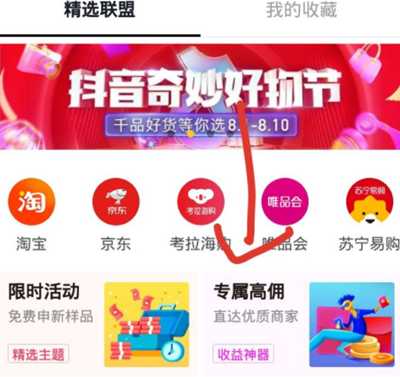 精选联盟
我的收藏
抖音奇妙好物节
千品好货等你选8.
-8.10
淘
京东
考拉海购
唯品会
苏宁易购
淘宝
京东
考拉海购
唯品会
苏宁易购
限时活动
专属高佣
免费申新样品
直达优质商家
精选主题
收益神器